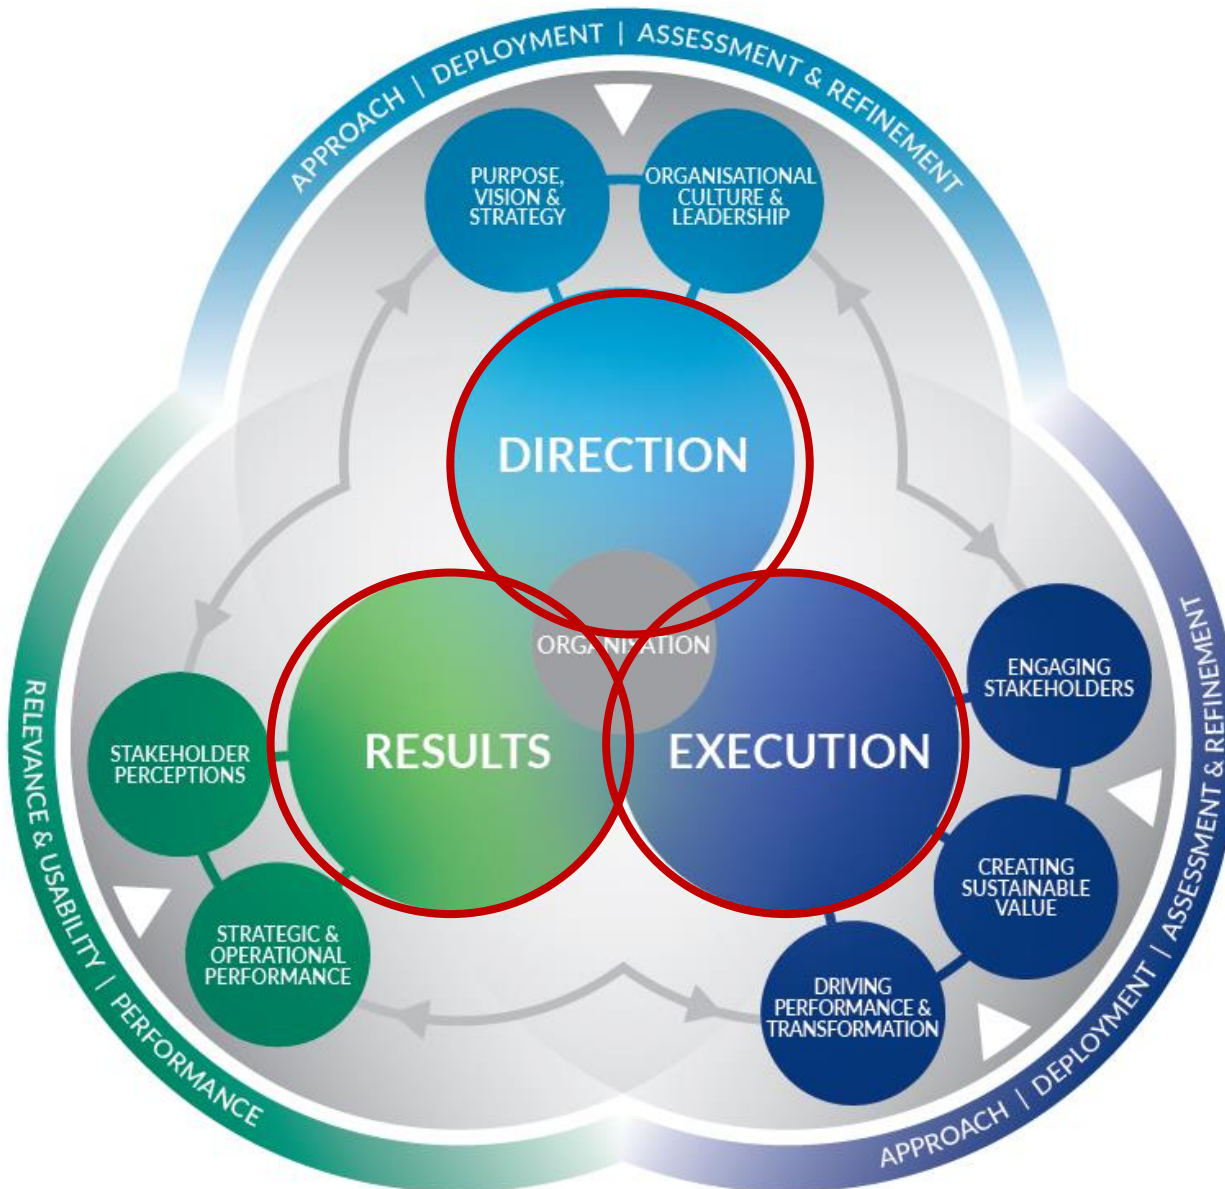 APPROACH | DEPLOYMENT | ASSESSMENT & REFINEMENT
PURPOSE,
VISION &
STRATEGY
ORGANISATIONAL
CULTURE &
LEADERSHIP
DIRECTION
ORGANISATION
RESULTS
EXECUTION
ENGAGING
STAKEHOLDERS
CREATING
SUSTAINABLE
VALUE
DRIVING
PERFORMANCE &
TRANSFORMATION
STAKEHOLDER
PERCEPTIONS
STRATEGIC &
OPERATIONAL
PERFORMANCE
RELEVANCE & USABILITY | PERFORMANCE
APPROACH | DEPLOYMENT | ASSESSMENT & REFINEMENT